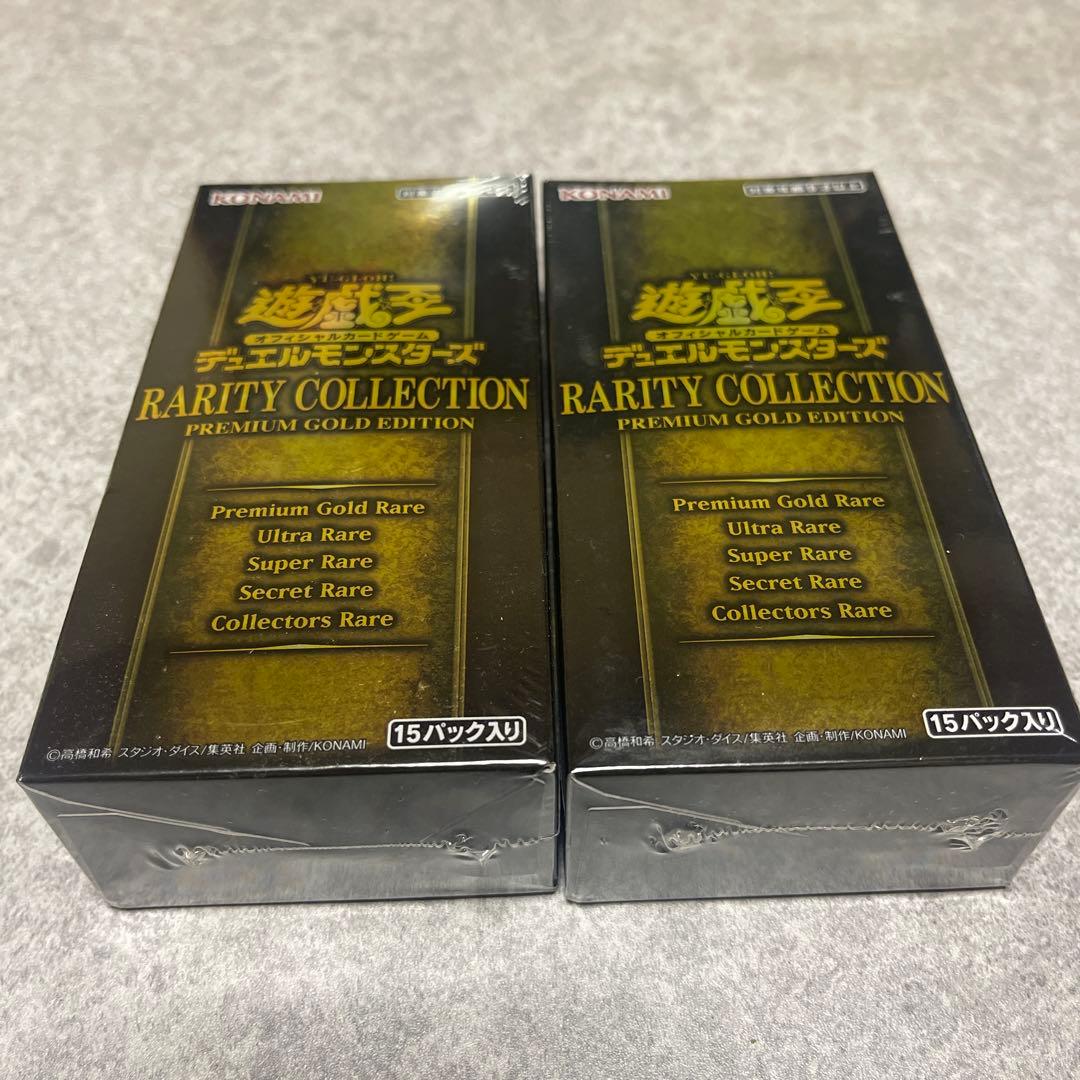 KONAMI
YU-GI-OH!
遊戯王
オフィシャルカードゲーム
デュエルモンスターズ
RARITY COLLECTION
PREMIUM GOLD EDITION
Premium Gold Rare
Ultra Rare
Super Rare
Secret Rare
Collectors Rare
15パック入り
©高橋和希 スタジオ・ダイス/集英社 企画・制作/KONAMI
KONAMI
YU-GI-OH!
遊戯王
オフィシャルカードゲーム
デュエルモンスターズ
RARITY COLLECTION
PREMIUM GOLD EDITION
Premium Gold Rare
Ultra Rare
Super Rare
Secret Rare
Collectors Rare
15パック入り
©高橋和希 スタジオ・ダイス/集英社 企画・制作/KONAMI